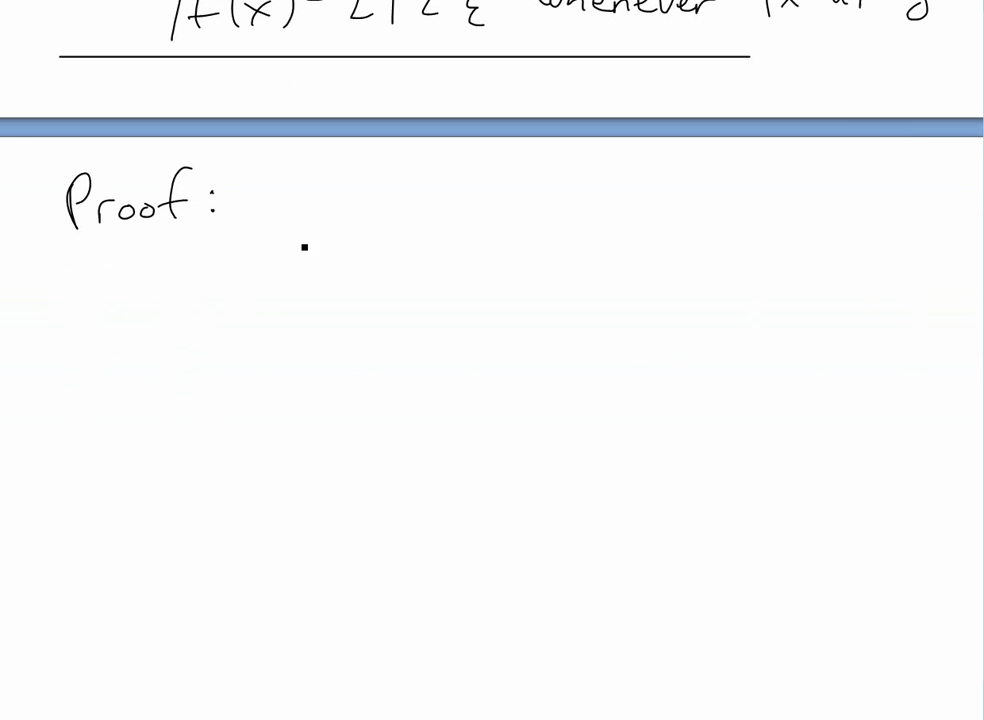 |f(x) - L| < ε whenever |x - a| δ
Proof: